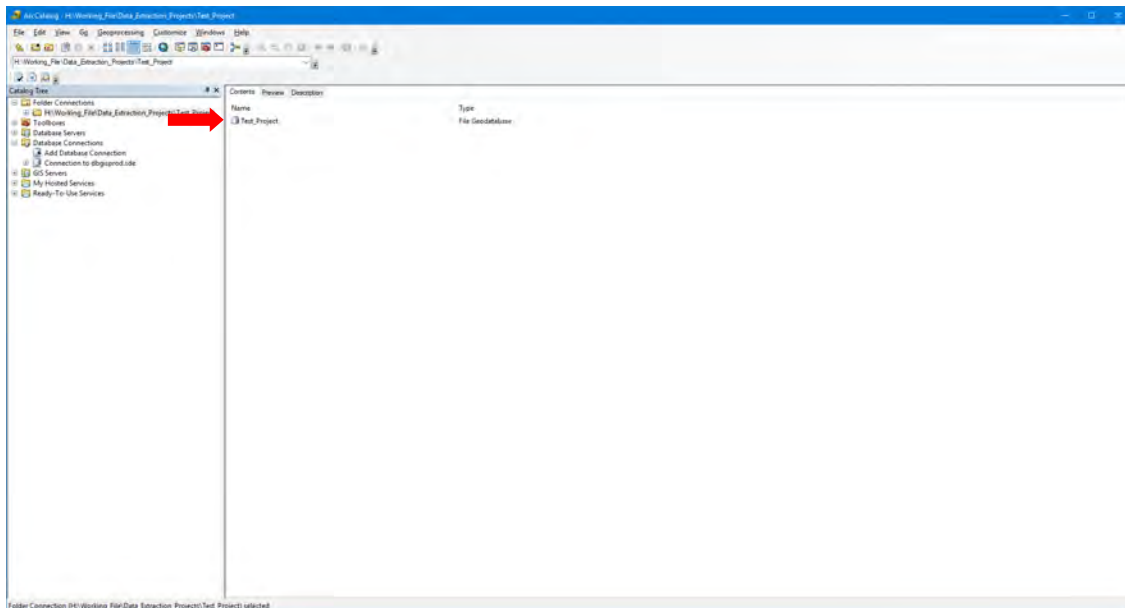 ArcCatalog - H:\Working_File\Data_Extraction_Projects\Test_Project
File Edit View Go Geoprocessing Customize Windows Help
H:\Working_File\Data_Extraction_Projects\Test_Project
Catalog Tree
Folder Connections
H:\Working_File\Data_Extraction_Projects\Test_Projec
Toolboxes
Database Servers
Database Connections
Add Database Connection
Connection to dbgisprod.sde
GIS Servers
My Hosted Services
Ready-To-Use Services
Contents Preview Description
Name Type
Test_Project File Geodatabase
Folder Connection (H:\Working_File\Data_Extraction_Projects\Test_Project) selected